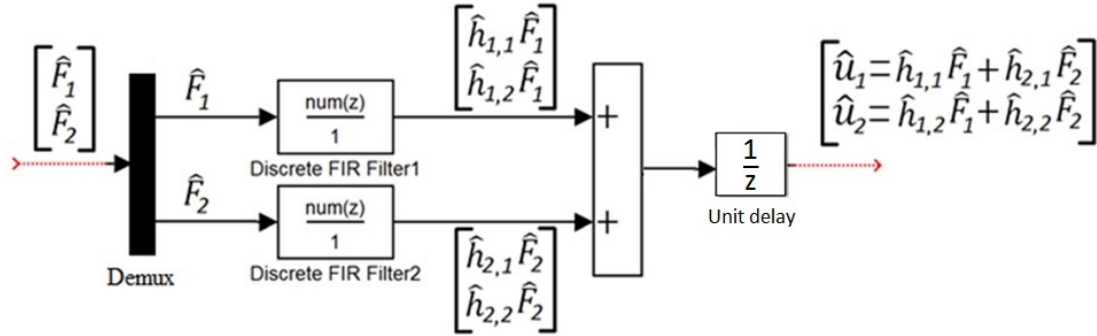 [F̂₁
F̂₂]
Demux
F̂₁
F̂₂
num(z)
1
Discrete FIR Filter1
num(z)
1
Discrete FIR Filter2
[ĥ₁,₁F̂₁
ĥ₁,₂F̂₁]
[ĥ₂,₁F̂₂
ĥ₂,₂F̂₂]
+
+
1
z
Unit delay
[û₁=ĥ₁,₁F̂₁+ĥ₂,₁F̂₂
û₂=ĥ₁,₂F̂₁+ĥ₂,₂F̂₂]